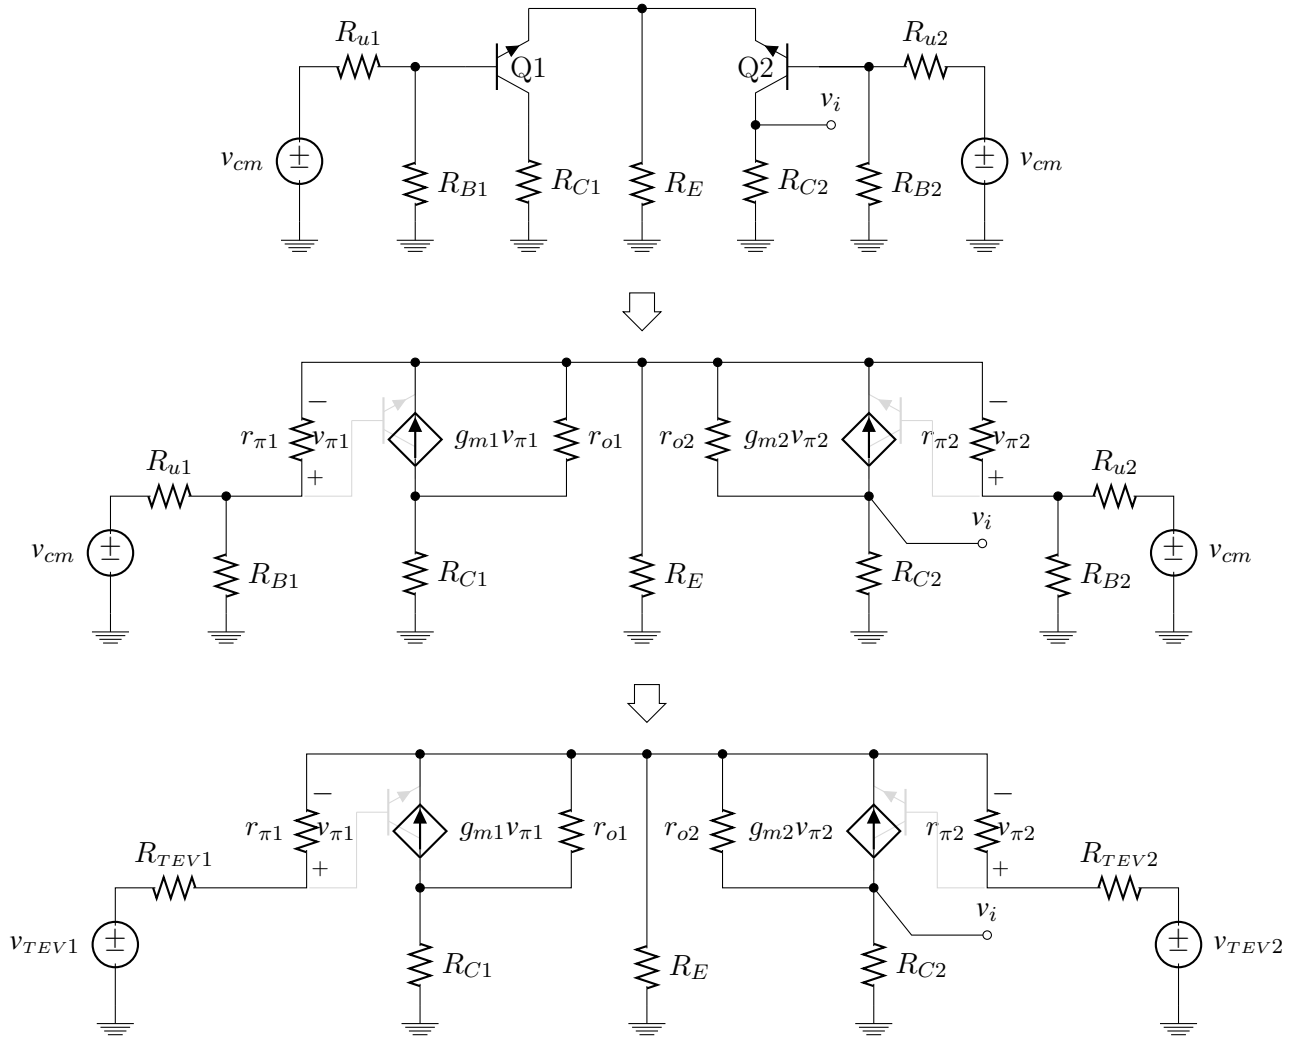 R_{u1} R_{u2}
Q1 Q2
v_i
v_{cm} R_{B1} R_{C1} R_E R_{C2} R_{B2} v_{cm}
r_{π1} − + v_{π1} g_{m1}v_{π1} r_{o1} r_{o2} g_{m2}v_{π2} r_{π2} − + v_{π2}
R_{u1} R_{u2}
v_i
v_{cm} R_{B1} R_{C1} R_E R_{C2} R_{B2} v_{cm}
r_{π1} − + v_{π1} g_{m1}v_{π1} r_{o1} r_{o2} g_{m2}v_{π2} r_{π2} − + v_{π2}
R_{TEV1} R_{TEV2}
v_i
v_{TEV1} R_{C1} R_E R_{C2} v_{TEV2}